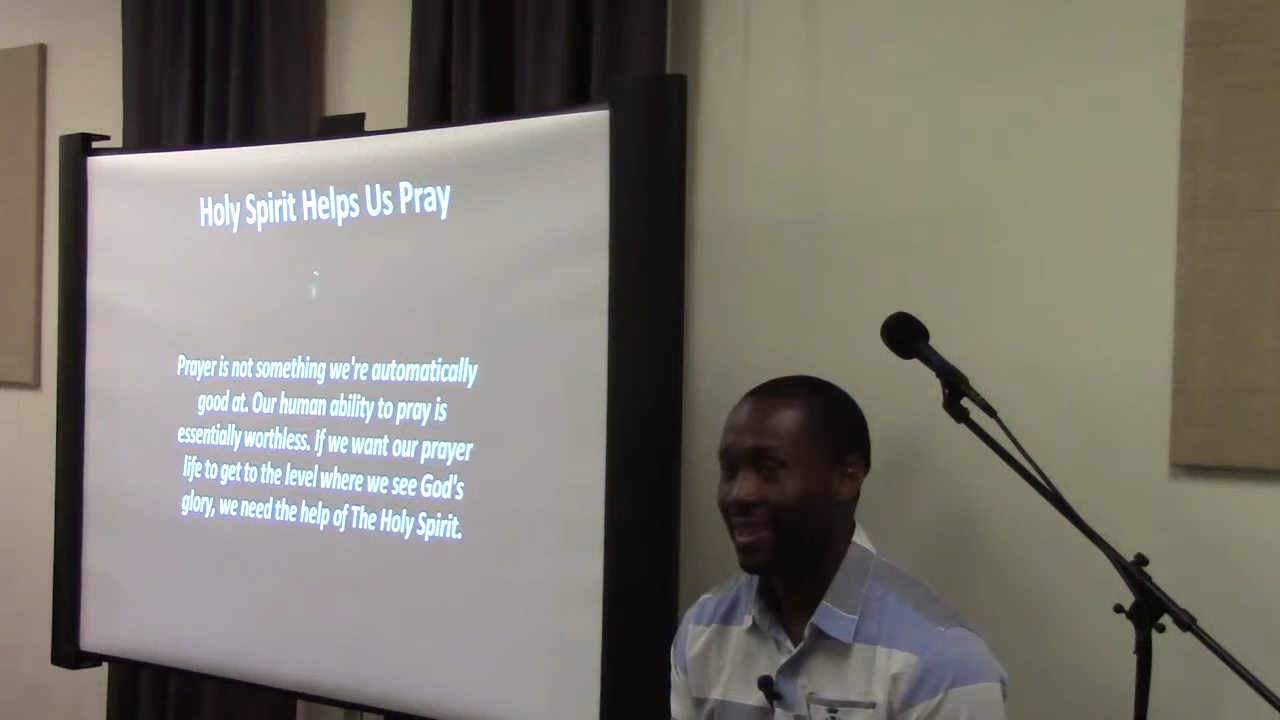 Holy Spirit Helps Us Pray
Prayer is not something we're automatically
good at. Our human ability to pray is
essentially worthless. If we want our prayer
life to get to the level where we see God's
glory, we need the help of The Holy Spirit.